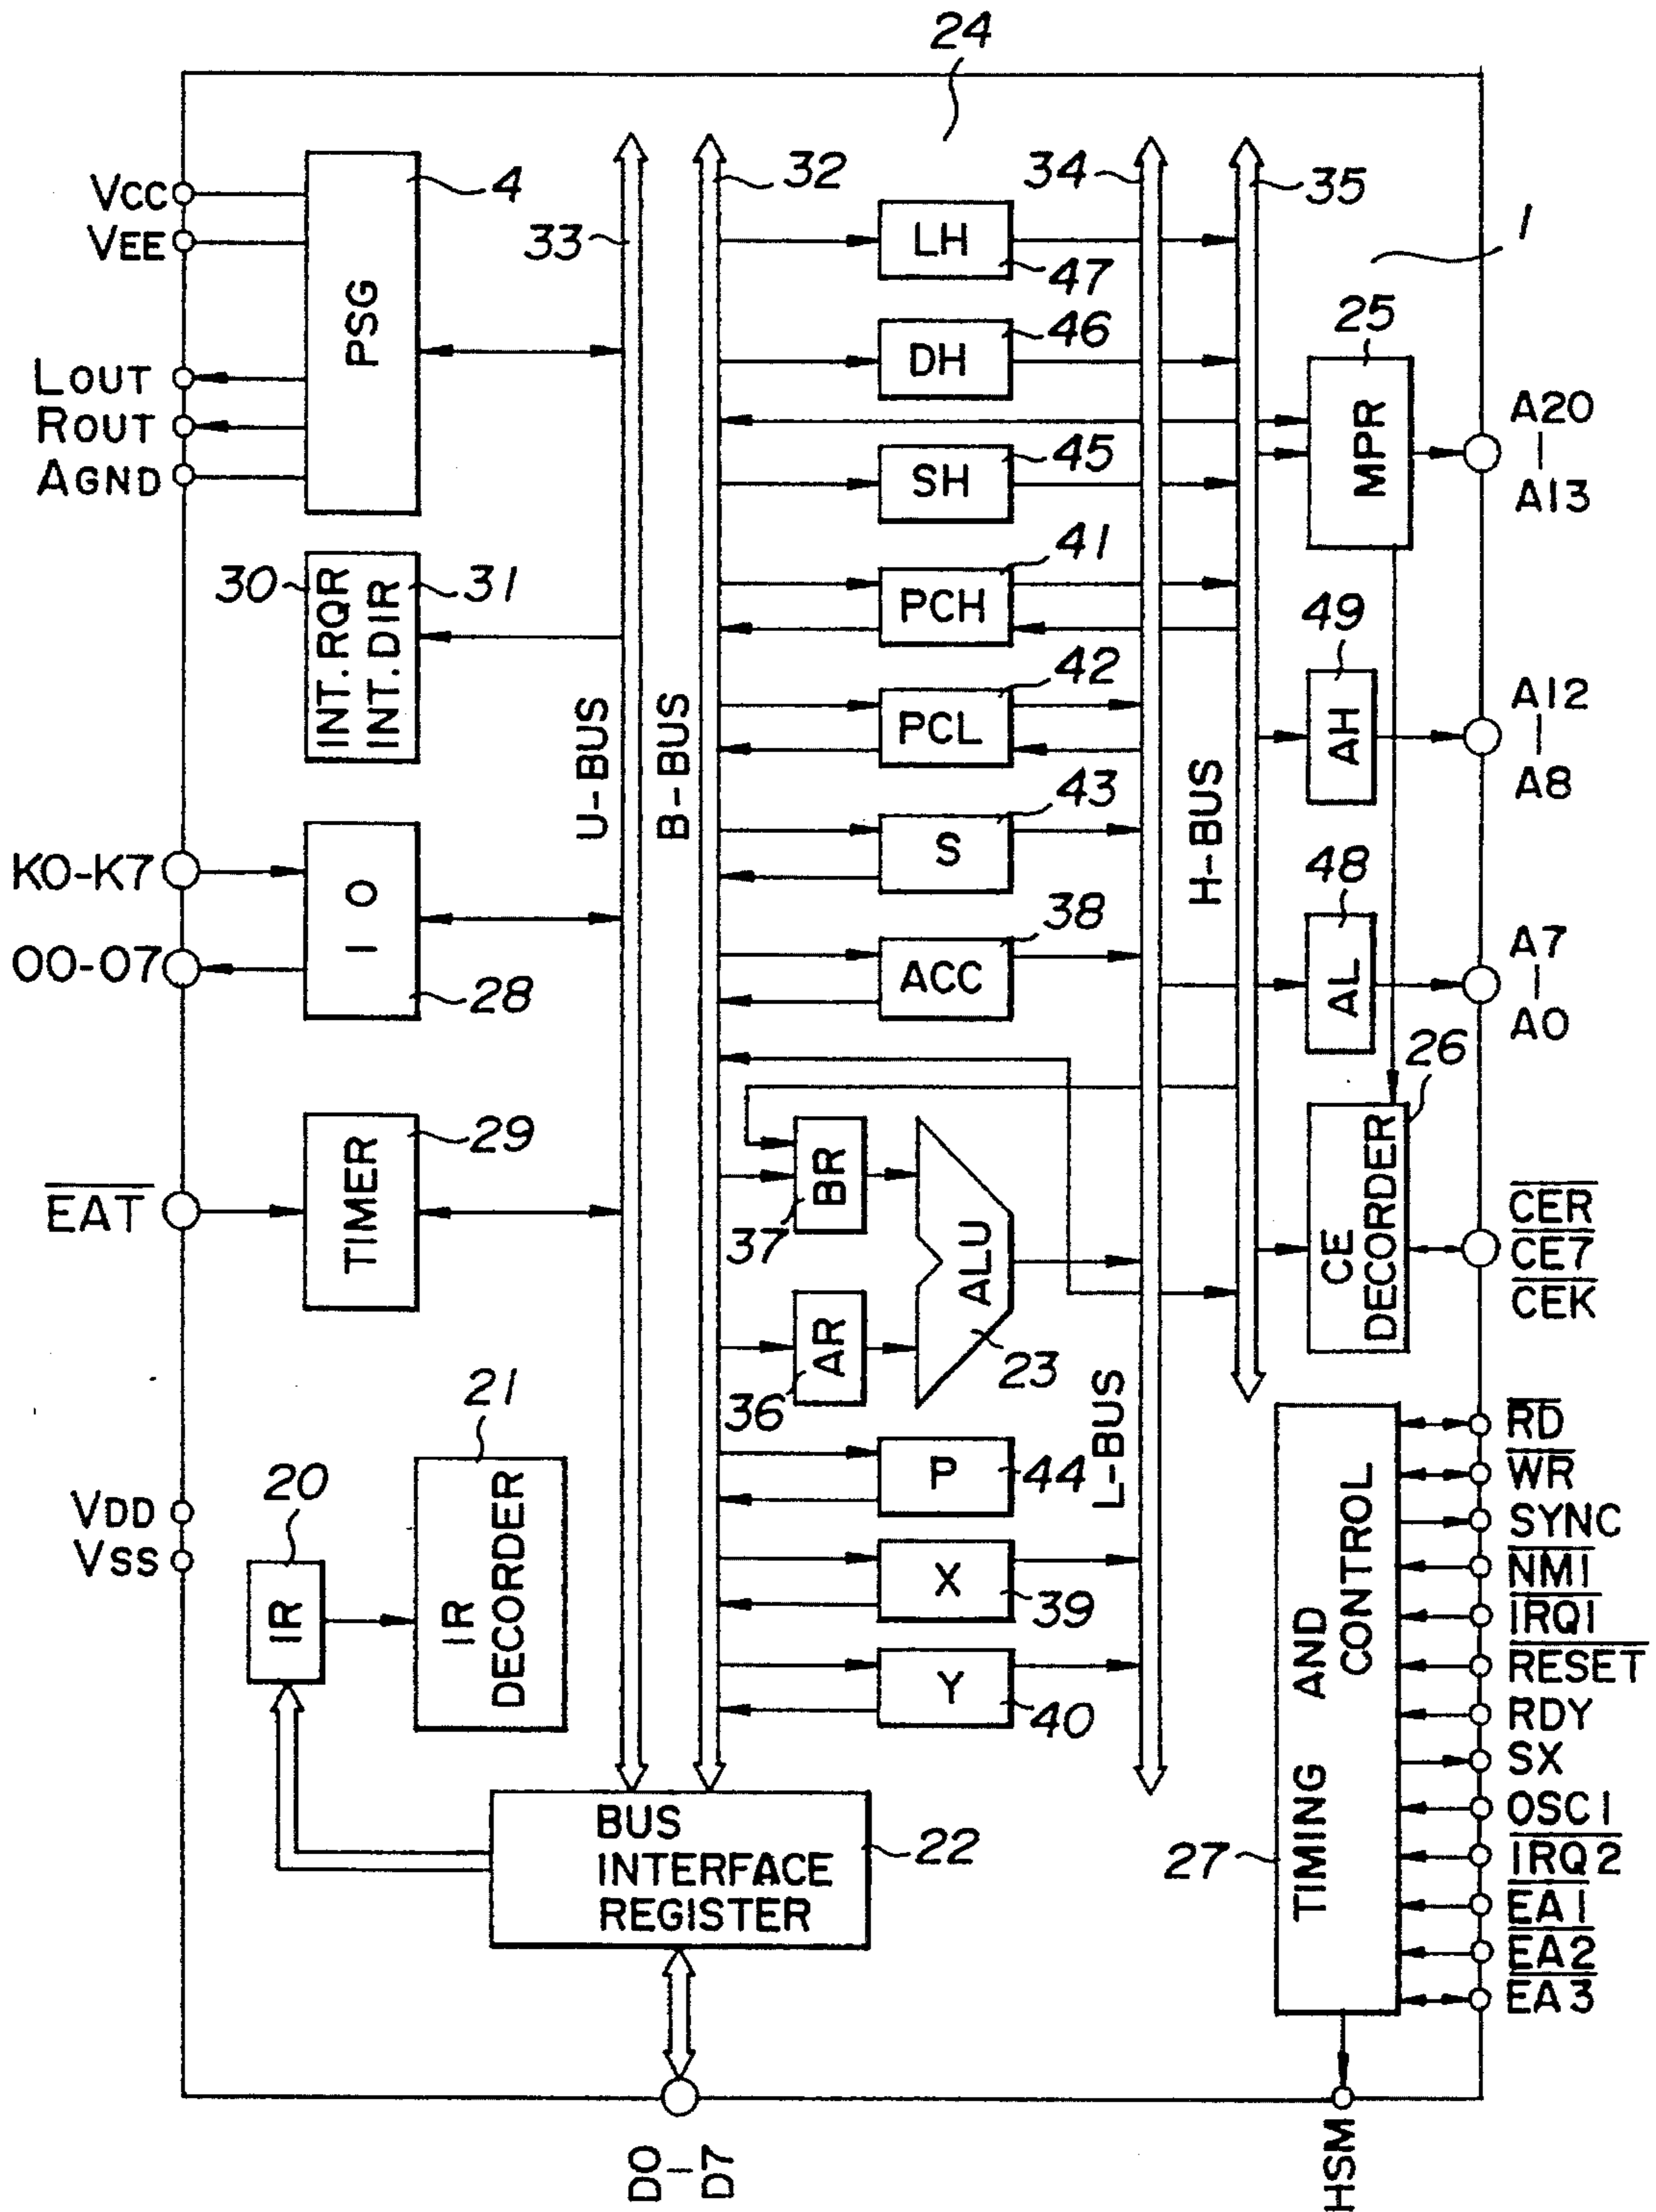 24
VCC
VEE
LOUT
ROUT
AGND
PSG
4
33
32
34
35
1
LH
47
DH
46
SH
45
PCH
41
PCL
42
S
43
ACC
38
25
MPR
A20
A13
49
AH
A12
A8
48
AL
A7
A0
30
INT.RQR
INT.DIR
31
U-BUS
B-BUS
H-BUS
L-BUS
K0-K7
O0-O7
IO
28
EAT
TIMER
29
BR
37
AR
36
ALU
23
26
CE
DECORDER
CER
CE7
CEK
21
IR
DECORDER
20
IR
VDD
VSS
P
44
X
39
Y
40
BUS
INTERFACE
REGISTER
22
27
TIMING AND
CONTROL
RD
WR
SYNC
NM1
IRQ1
RESET
RDY
SX
OSC1
IRQ2
EA1
EA2
EA3
D0
D7
HSM